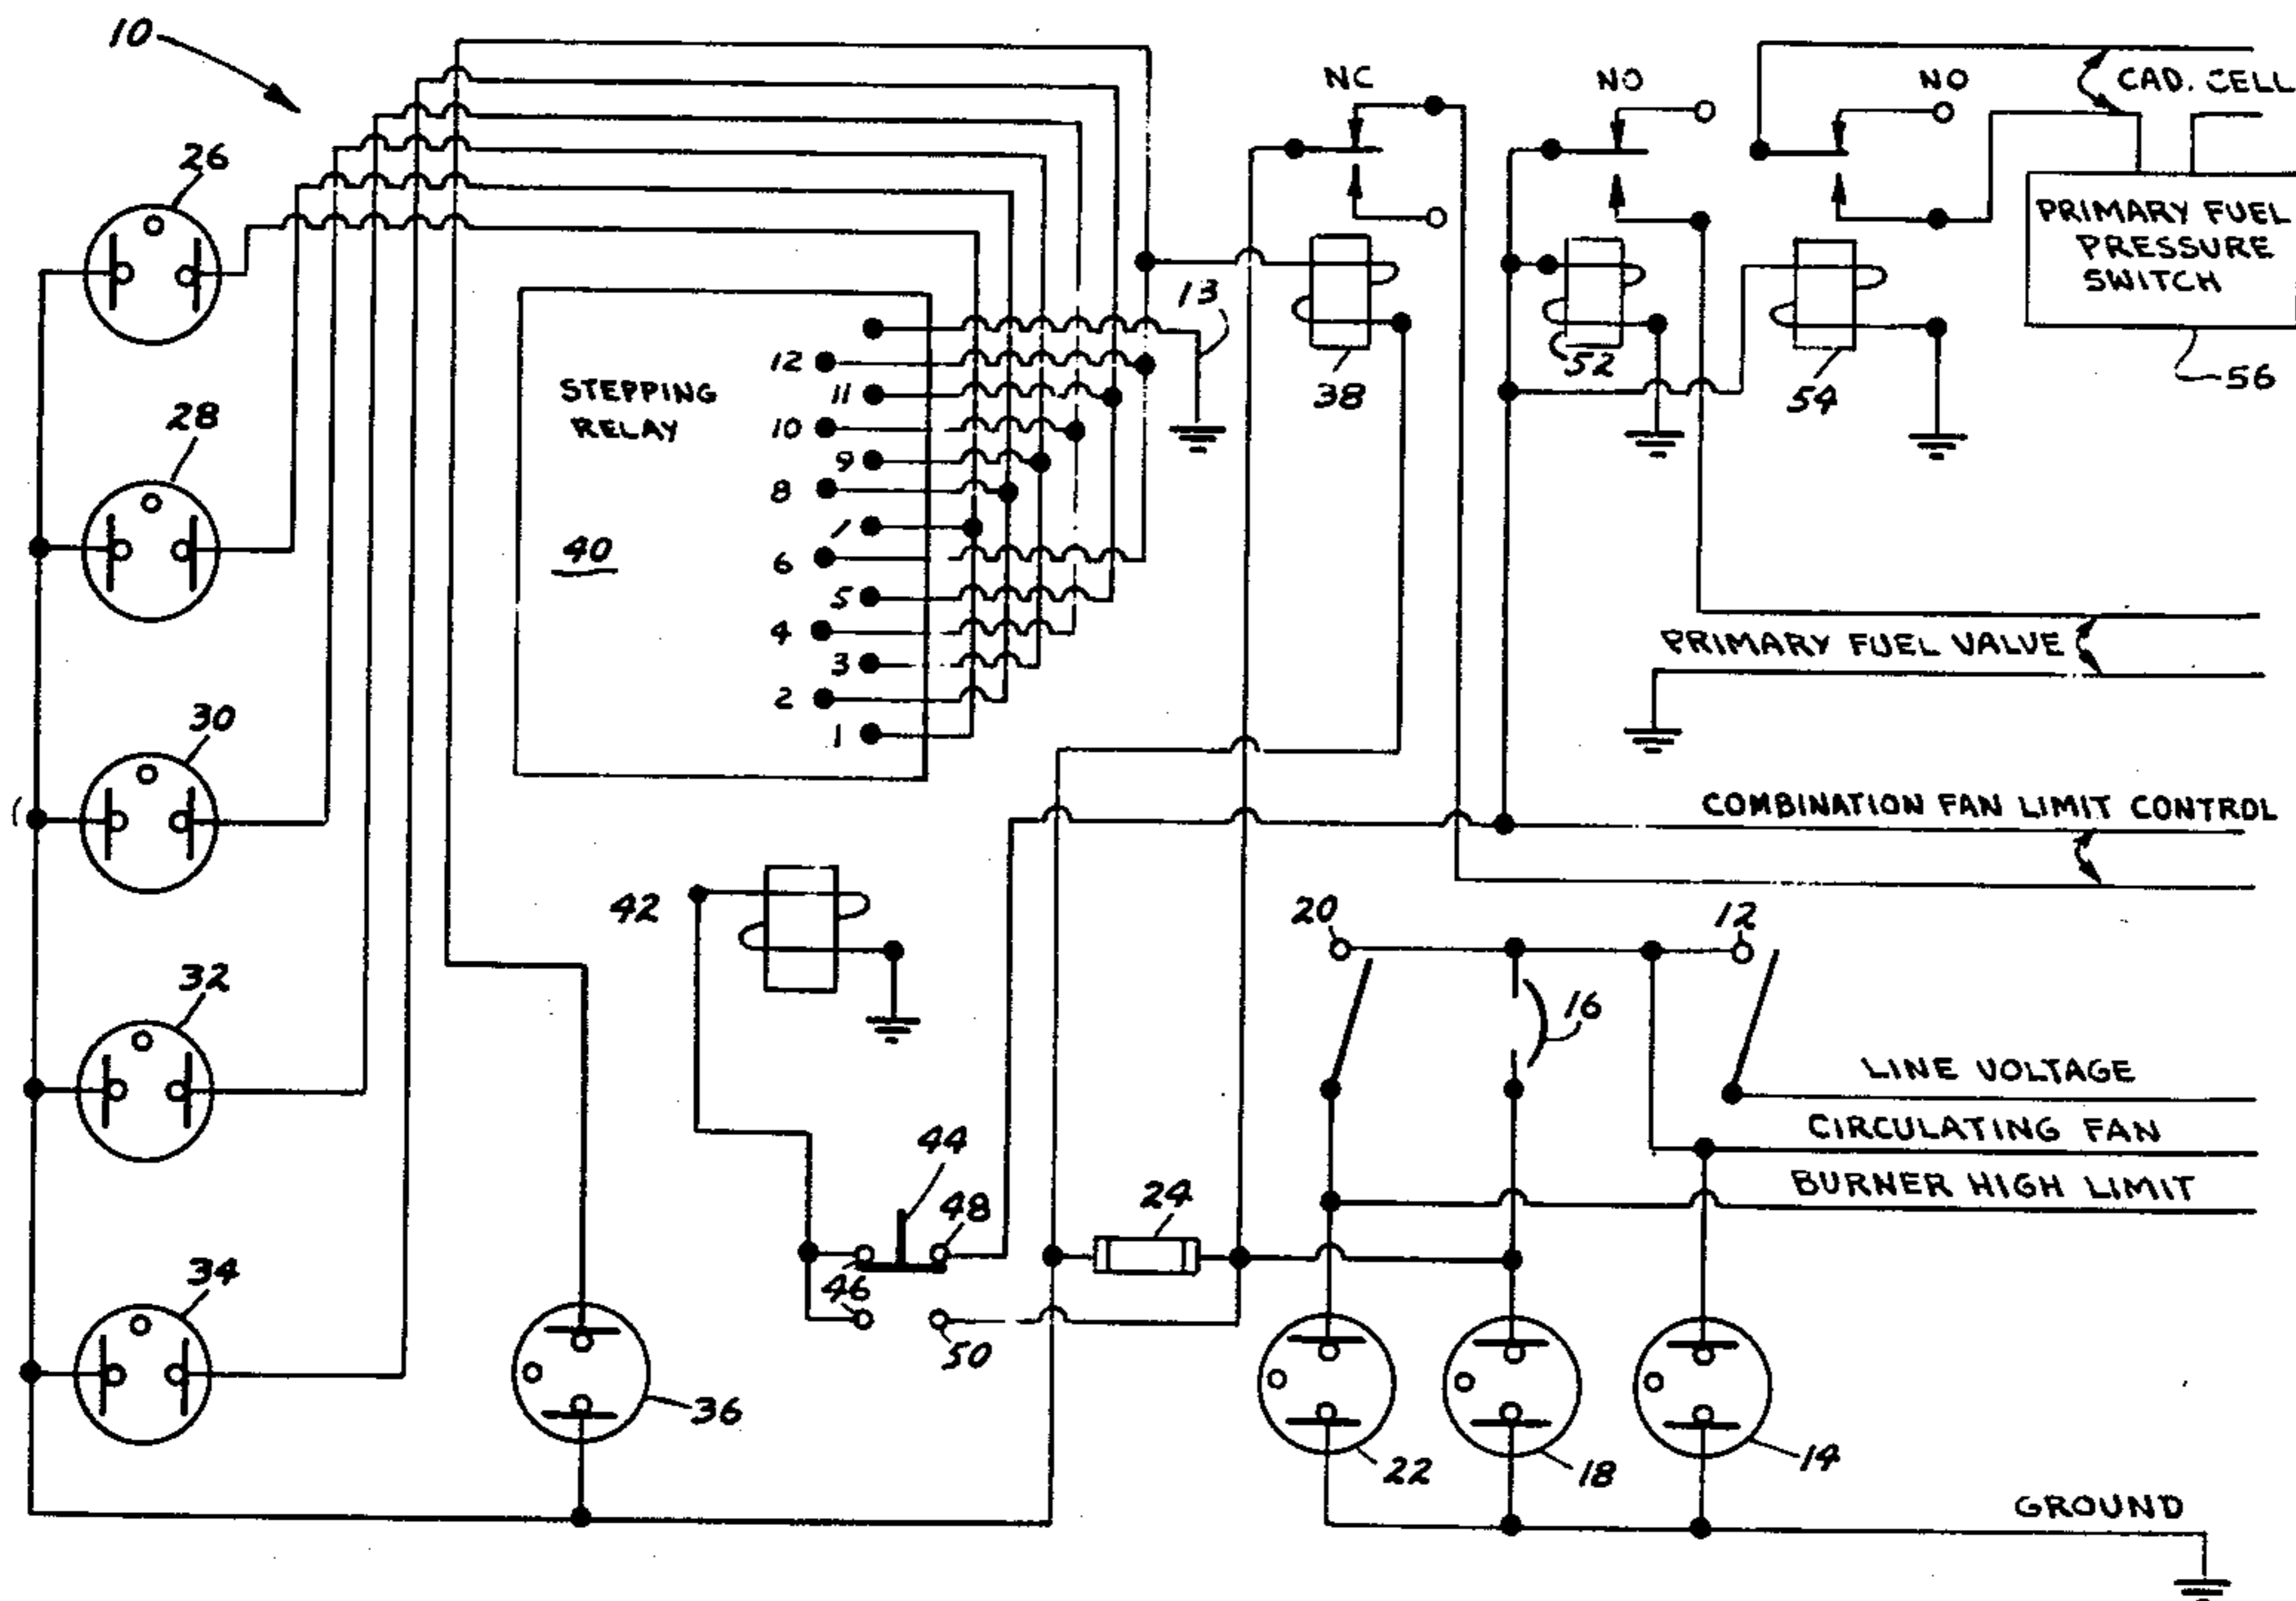 10
NC
NO
NO
CAD. CELL
26
PRIMARY FUEL
PRESSURE
SWITCH
13
12
STEPPING
RELAY
11
38
52
54
56
28
10
9
8
7
40
6
5
4
PRIMARY FUEL VALUE
3
2
30
1
COMBINATION FAN LIMIT CONTROL
42
20
12
32
16
LINE VOLTAGE
44
CIRCULATING FAN
48
24
BURNER HIGH LIMIT
34
46
50
36
22
18
14
GROUND